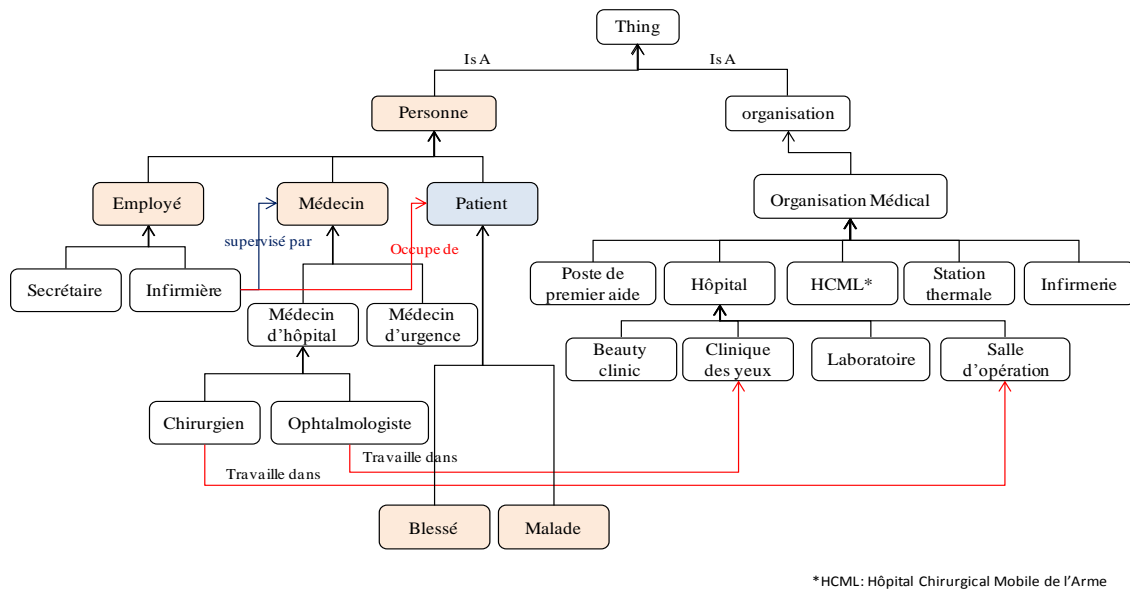 Thing
Is A
Is A
Personne
organisation
Employé
Médecin
Patient
Organisation Médical
supervisé par
Occupe de
Secrétaire
Infirmière
Poste de
premier aide
Hôpital
HCML*
Station
thermale
Infirmerie
Médecin
d’hôpital
Médecin
d’urgence
Beauty
clinic
Clinique
des yeux
Laboratoire
Salle
d’opération
Chirurgien
Ophtalmologiste
Travaille dans
Travaille dans
Blessé
Malade
*HCML: Hôpital Chirurgical Mobile de l’Arme